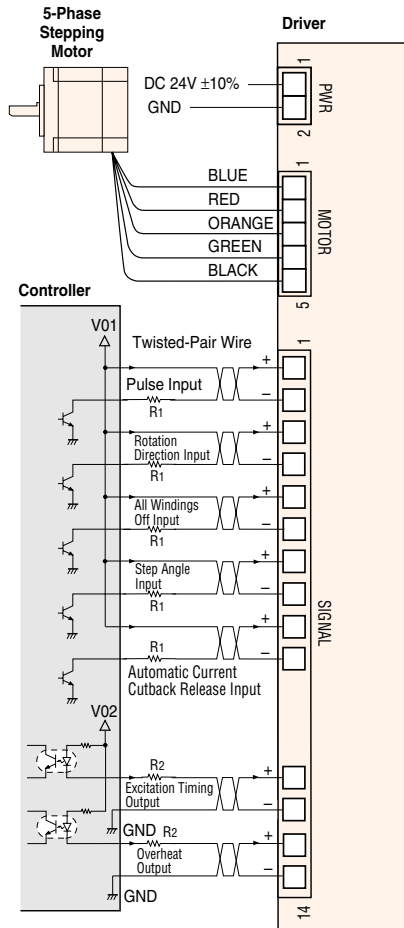 5-Phase
Stepping
Motor
Driver
DC 24V ±10%
GND
1
PWR
2
BLUE
RED
ORANGE
GREEN
BLACK
1
MOTOR
5
Controller
V01
Twisted-Pair Wire
1
+
Pulse Input
R1
−
+
Rotation
Direction Input
R1
−
+
All Windings
Off Input
R1
−
+
Step Angle
Input
R1
−
SIGNAL
+
R1
−
Automatic Current
Cutback Release Input
V02
R2
+
Excitation Timing
Output
−
GND
R2
+
Overheat
Output
−
GND
14